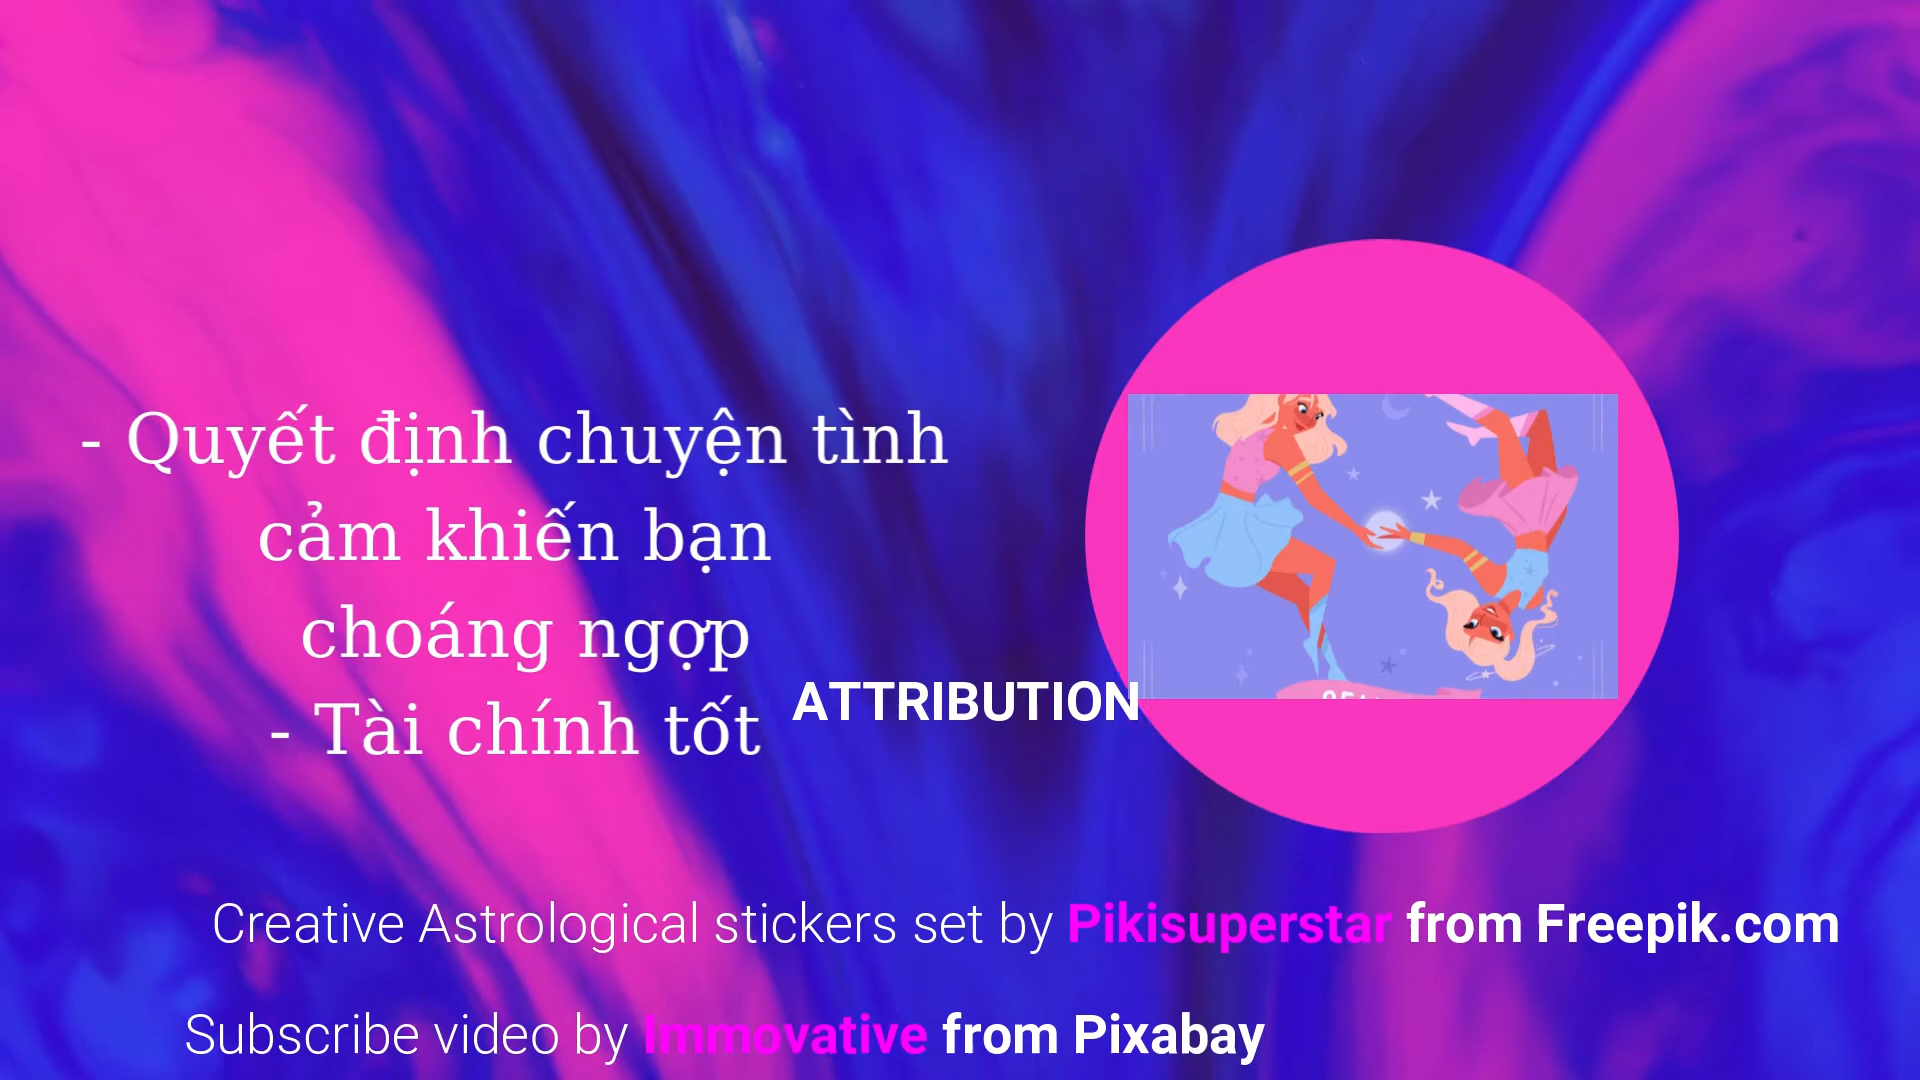 - Quyết định chuyện tình
cảm khiến bạn
choáng ngợp
- Tài chính tốt
ATTRIBUTION
Creative Astrological stickers set by Pikisuperstar from Freepik.com
Subscribe video by Immovative from Pixabay